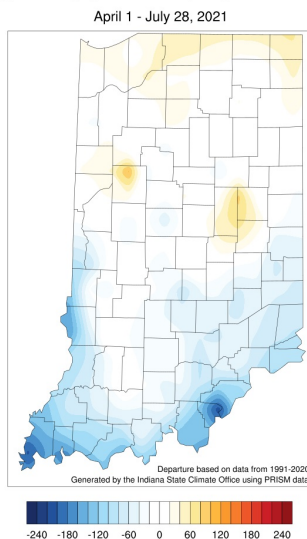 April 1 - July 28, 2021
Departure based on data from 1991-2020
Generated by the Indiana State Climate Office using PRISM data
-240 -180 -120 -60 0 60 120 180 240